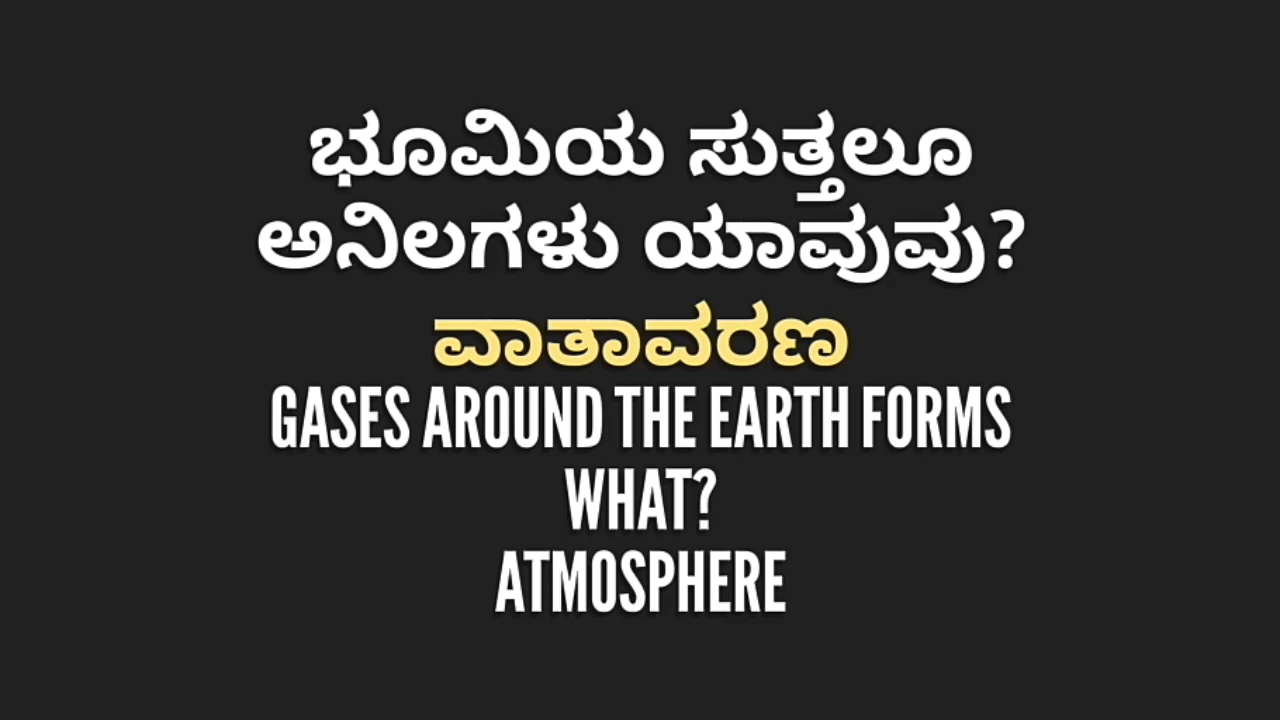 ಭೂಮಿಯ ಸುತ್ತಲೂ
ಅನಿಲಗಳು ಯಾವುವು?
ವಾತಾವರಣ
GASES AROUND THE EARTH FORMS
WHAT?
ATMOSPHERE